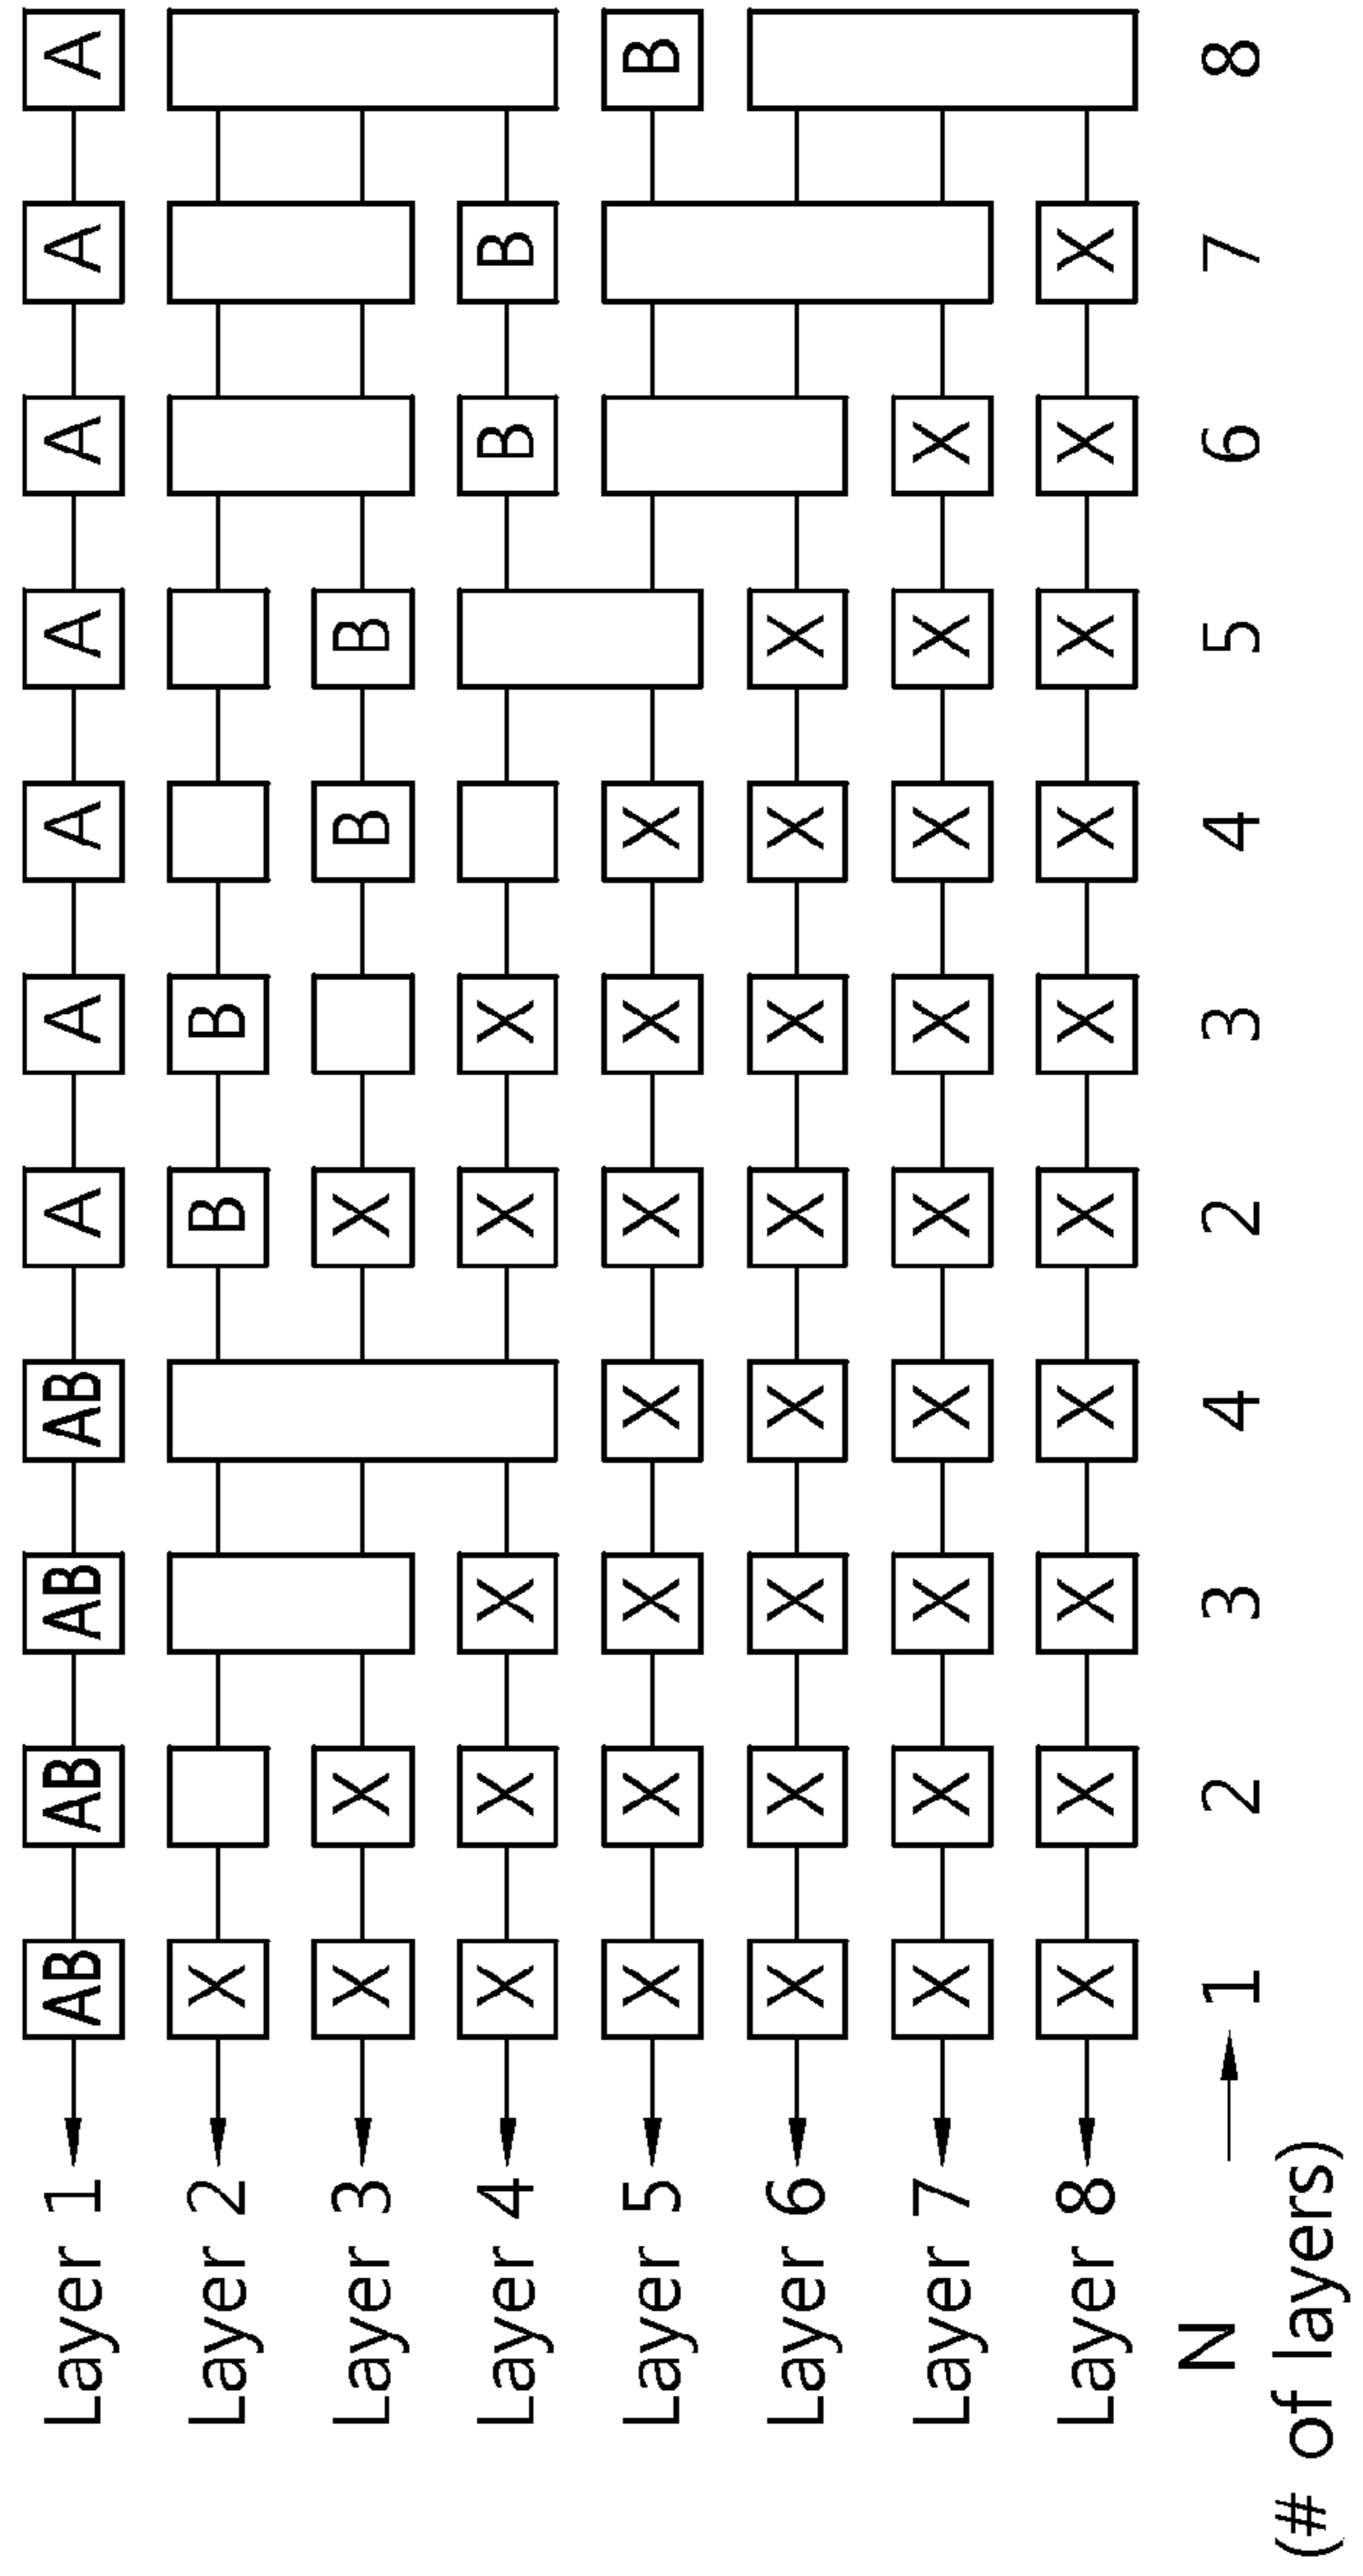 Layer 1 AB AB AB AB A A A A A A A
Layer 2 X B B
Layer 3 X X X B B
Layer 4 X X X X X B B
Layer 5 X X X X X X X B
Layer 6 X X X X X X X X
Layer 7 X X X X X X X X X
Layer 8 X X X X X X X X X X
N 1 2 3 4 2 3 4 5 6 7 8
(# of layers)